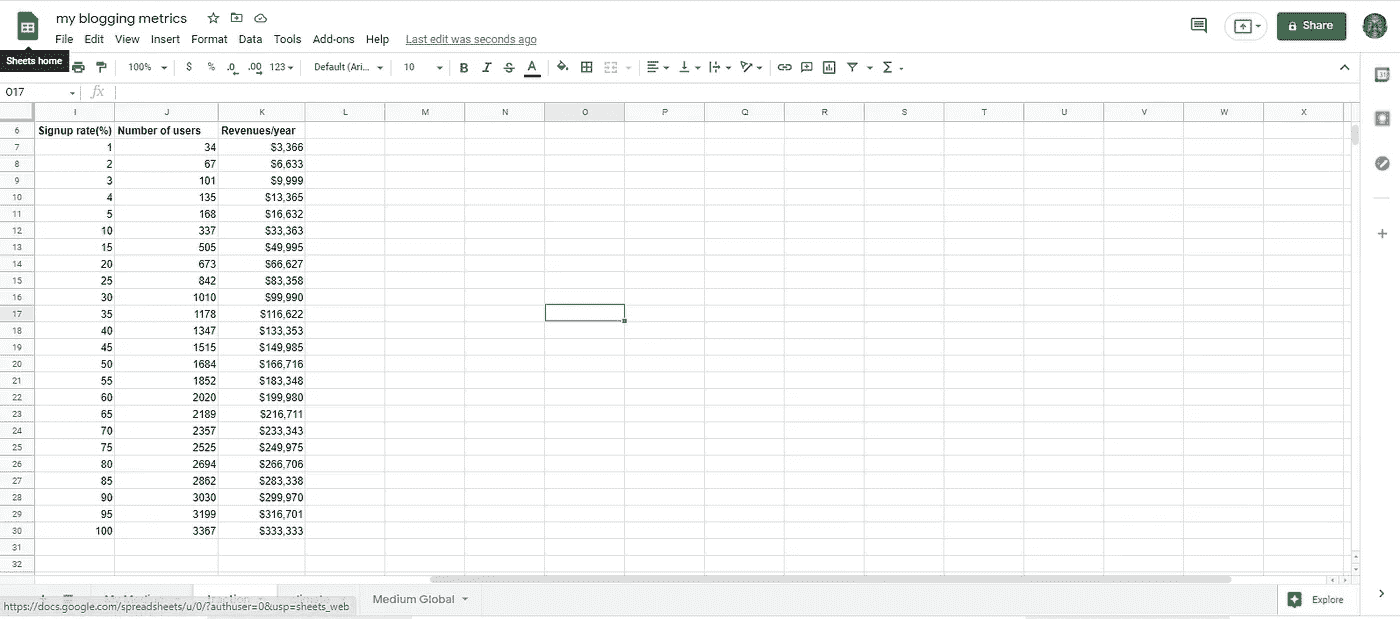 my blogging metrics
File Edit View Insert Format Data Tools Add-ons Help Last edit was seconds ago
Share
Sheets home
100% $ % .0 .00 123 Default (Ari... 10 B I S A Σ
O17 fx
I J K L M N O P Q R S T U V W X
6 Signup rate(%) Number of users Revenues/year
7 1 34 $3,366
8 2 67 $6,633
9 3 101 $9,999
10 4 135 $13,365
11 5 168 $16,632
12 10 337 $33,363
13 15 505 $49,995
14 20 673 $66,627
15 25 842 $83,358
16 30 1010 $99,990
17 35 1178 $116,622
18 40 1347 $133,353
19 45 1515 $149,985
20 50 1684 $166,716
21 55 1852 $183,348
22 60 2020 $199,980
23 65 2189 $216,711
24 70 2357 $233,343
25 75 2525 $249,975
26 80 2694 $266,706
27 85 2862 $283,338
28 90 3030 $299,970
29 95 3199 $316,701
30 100 3367 $333,333
31
32
Medium Global Explore
https://docs.google.com/spreadsheets/u/0/?authuser=0&usp=sheets_web